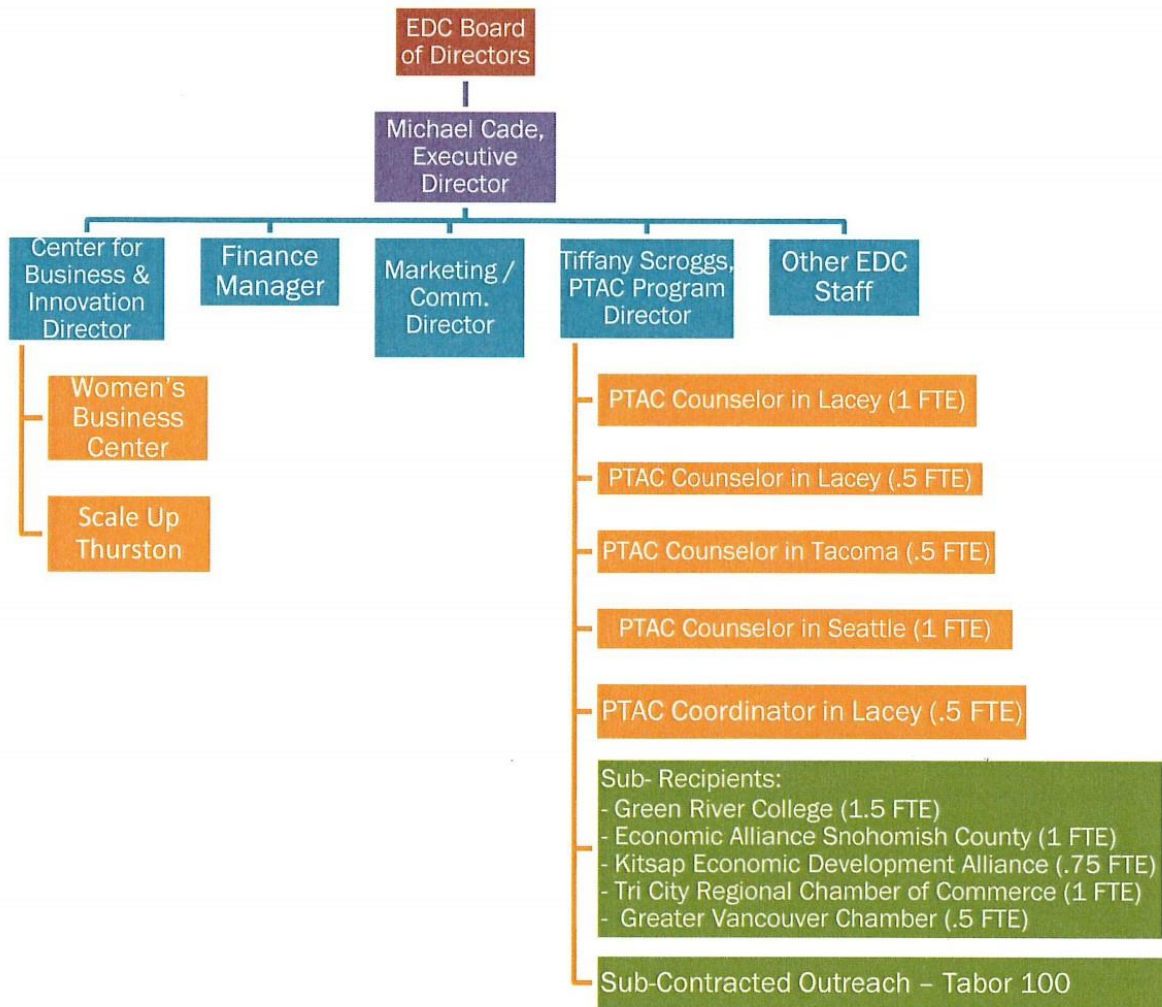 EDC Board
of Directors
Michael Cade,
Executive
Director
Center for
Business &
Innovation
Director
Finance
Manager
Marketing /
Comm.
Director
Tiffany Scroggs,
PTAC Program
Director
Other EDC
Staff
Women's
Business
Center
Scale Up
Thurston
PTAC Counselor in Lacey (1 FTE)
PTAC Counselor in Lacey (.5 FTE)
PTAC Counselor in Tacoma (.5 FTE)
PTAC Counselor in Seattle (1 FTE)
PTAC Coordinator in Lacey (.5 FTE)
Sub- Recipients:
- Green River College (1.5 FTE)
- Economic Alliance Snohomish County (1 FTE)
- Kitsap Economic Development Alliance (.75 FTE)
- Tri City Regional Chamber of Commerce (1 FTE)
- Greater Vancouver Chamber (.5 FTE)
Sub-Contracted Outreach – Tabor 100